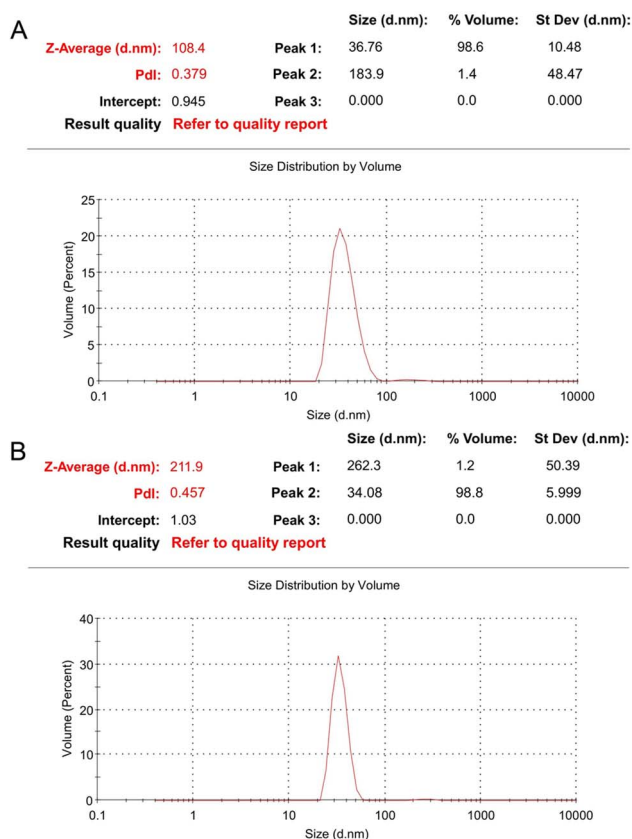 A
Size (d.nm): % Volume: St Dev (d.nm):
Z-Average (d.nm): 108.4 Peak 1: 36.76 98.6 10.48
PdI: 0.379 Peak 2: 183.9 1.4 48.47
Intercept: 0.945 Peak 3: 0.000 0.0 0.000
Result quality Refer to quality report
Size Distribution by Volume
25
20
15
10
5
0
Volume (Percent)
0.1 1 10 100 1000 10000
Size (d.nm)
B
Size (d.nm): % Volume: St Dev (d.nm):
Z-Average (d.nm): 211.9 Peak 1: 262.3 1.2 50.39
PdI: 0.457 Peak 2: 34.08 98.8 5.999
Intercept: 1.03 Peak 3: 0.000 0.0 0.000
Result quality Refer to quality report
Size Distribution by Volume
40
30
20
10
0
Volume (Percent)
0.1 1 10 100 1000 10000
Size (d.nm)